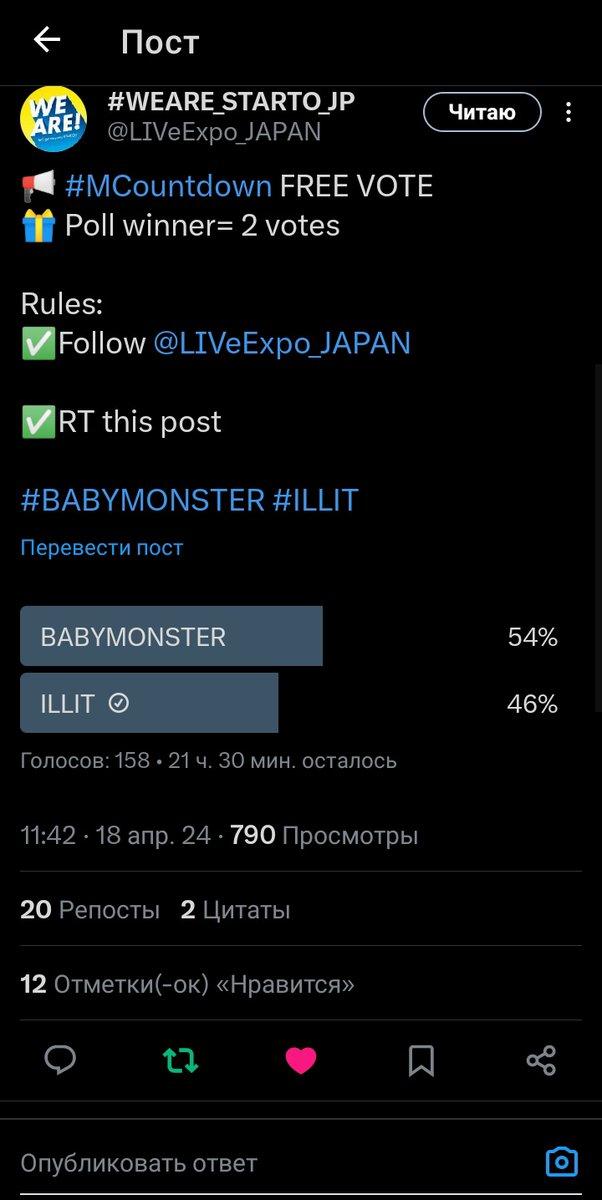 Пост
WE
ARE!
#WEARE_STARTO_JP
@LIVeExpo_JAPAN
Читаю
📢 #MCountdown FREE VOTE
🎁 Poll winner= 2 votes
Rules:
✅Follow @LIVeExpo_JAPAN
✅RT this post
#BABYMONSTER #ILLIT
Перевести пост
BABYMONSTER 54%
ILLIT 46%
Голосов: 158 • 21 ч. 30 мин. осталось
11:42 · 18 апр. 24 · 790 Просмотры
20 Репосты 2 Цитаты
12 Отметки(-ок) «Нравится»
Опубликовать ответ